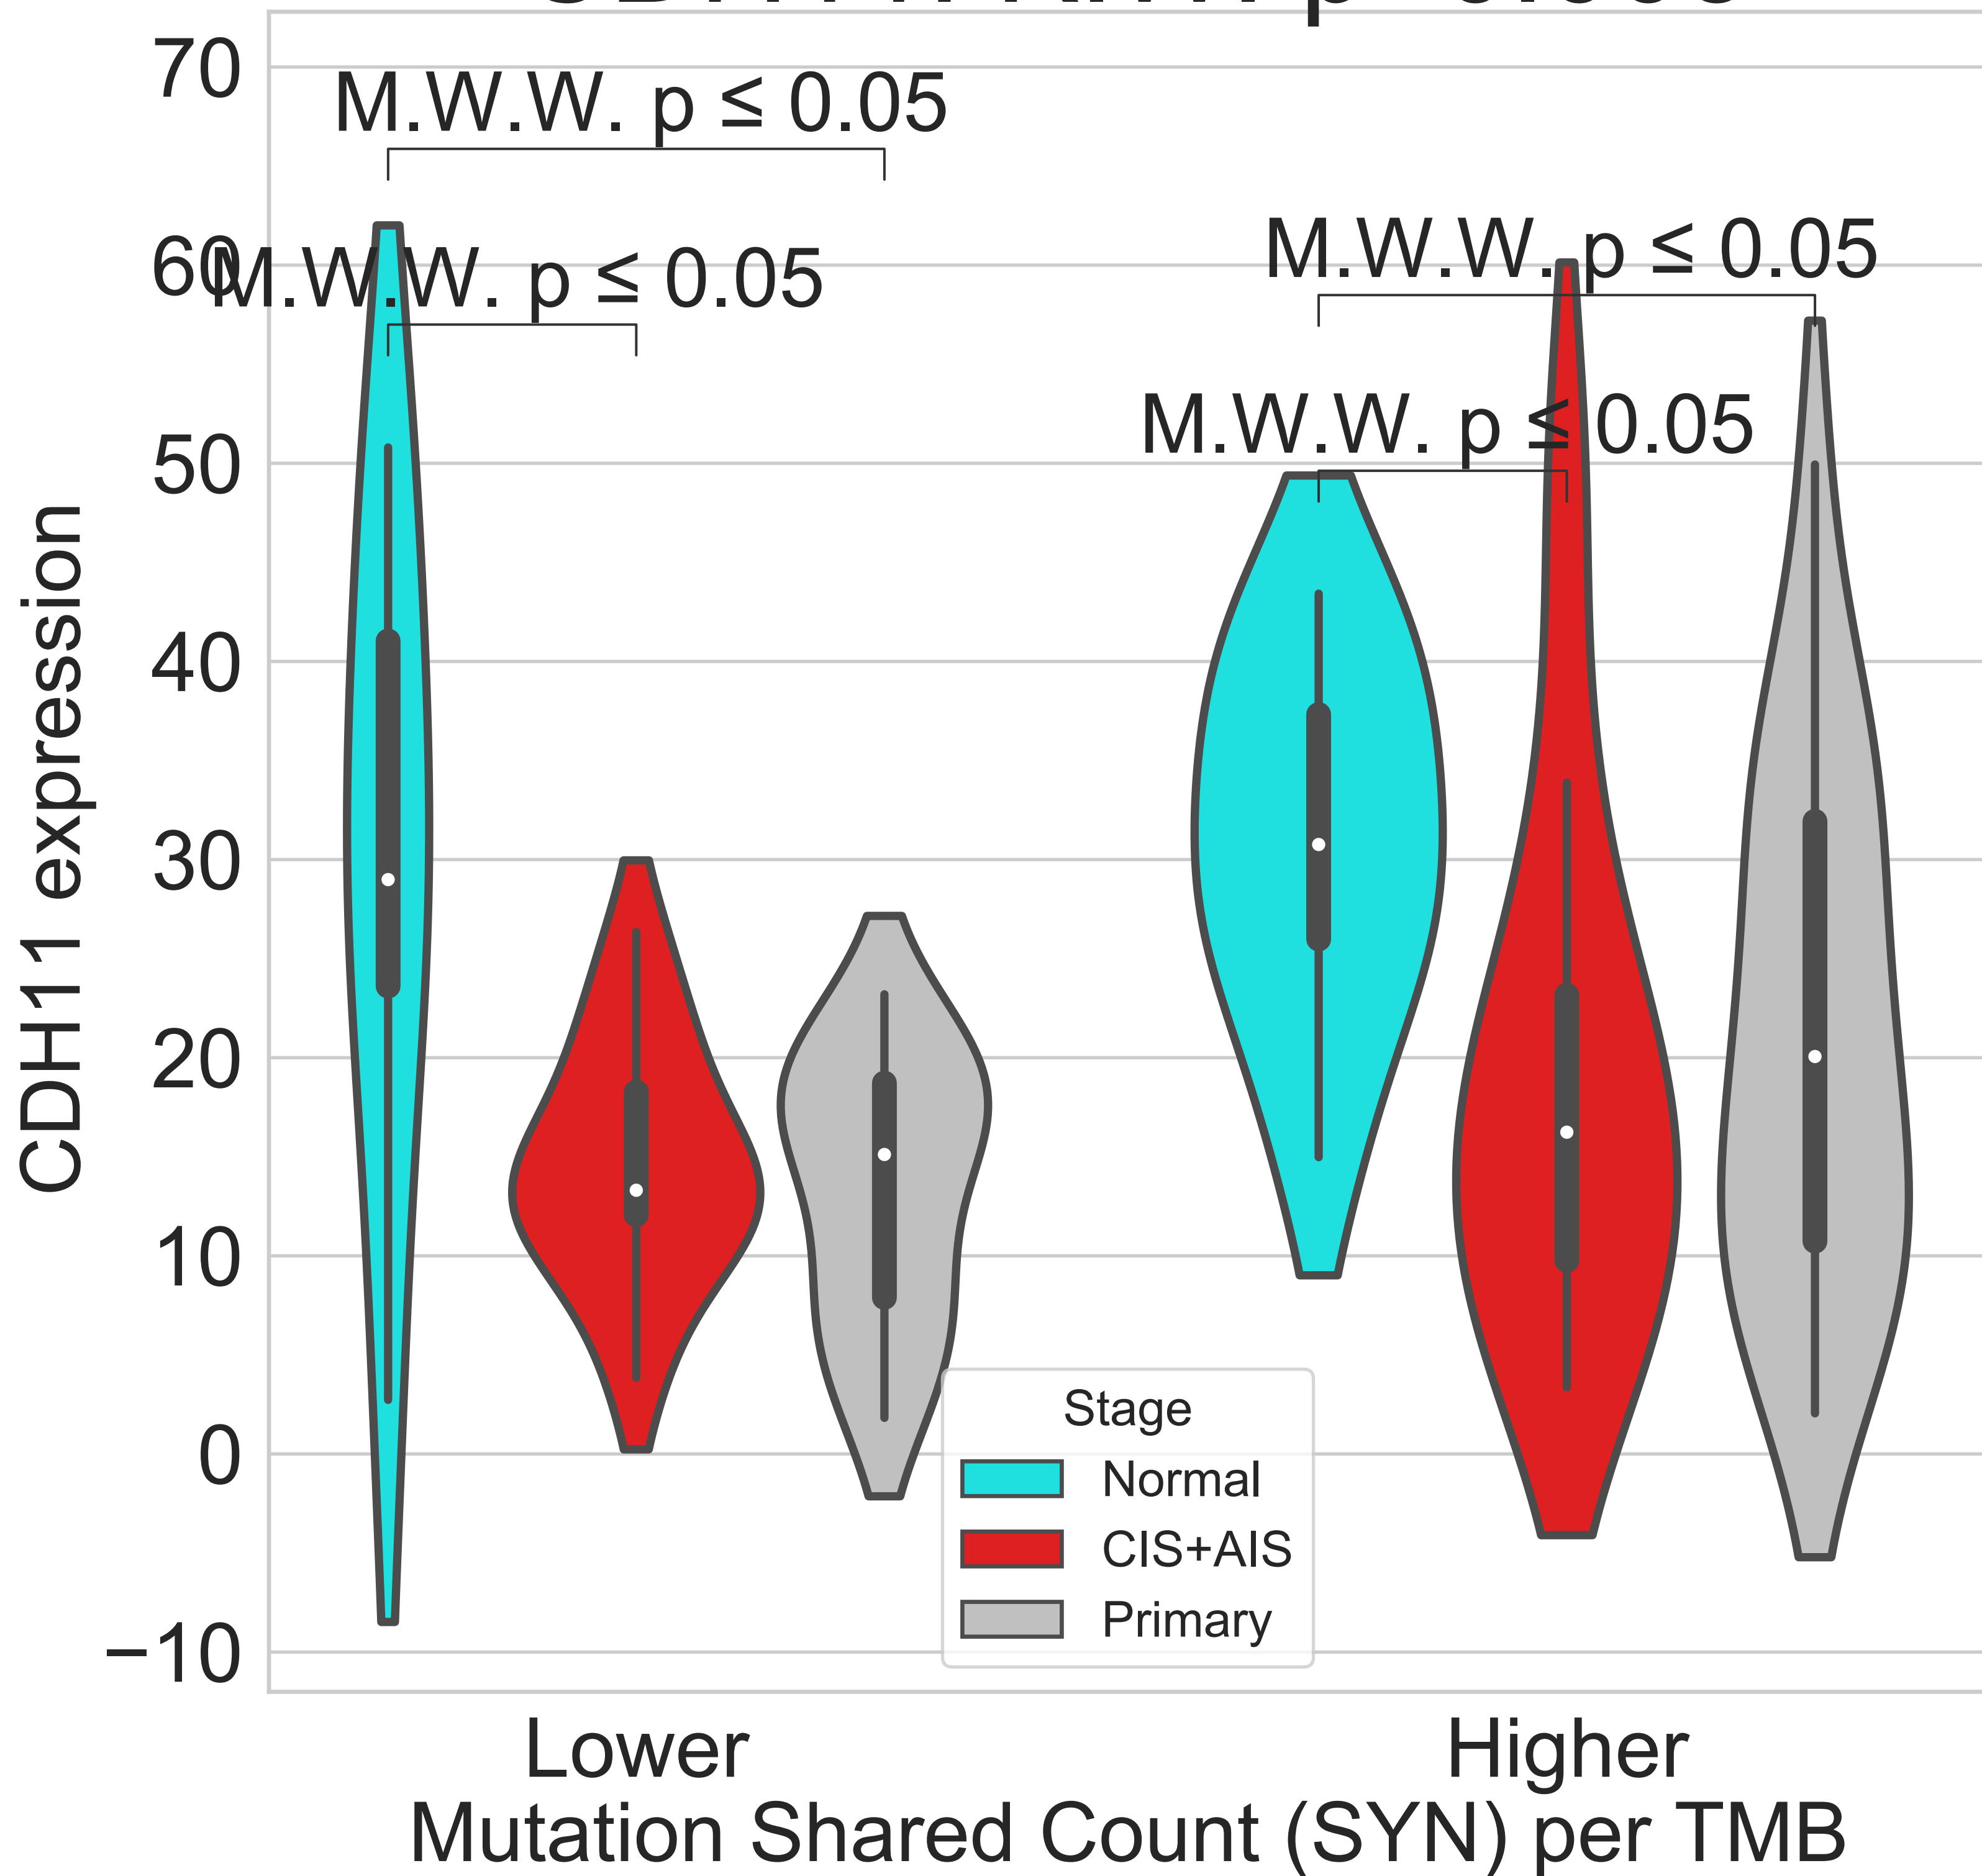 70
M.W.W. p ≤ 0.05
60
M.W.W. p ≤ 0.05
M.W.W. p ≤ 0.05
50
M.W.W. p ≤ 0.05
40
30
20
10
0
−10
CDH11 expression
Stage
Normal
CIS+AIS
Primary
Lower
Higher
Mutation Shared Count (SYN) per TMB